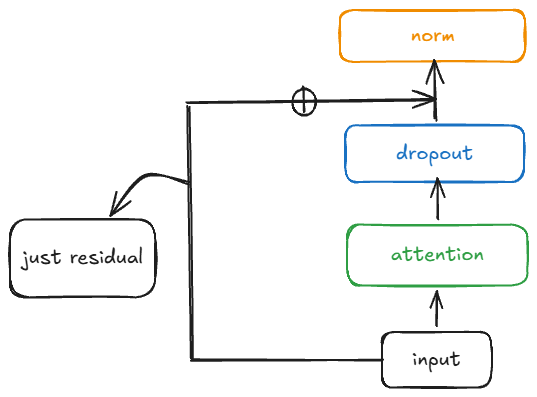 norm
dropout
just residual
attention
input